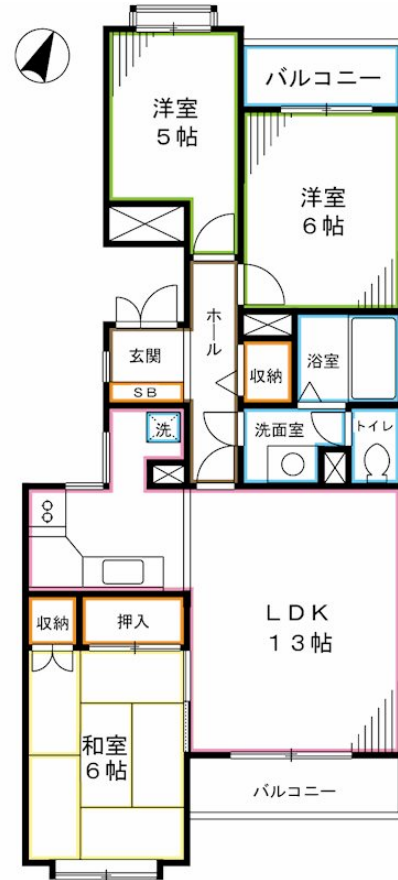 バルコニー
洋室
5帖
洋室
6帖
ホール
玄関
SB
収納
浴室
洗
洗面室
トイレ
LDK
13帖
収納
押入
和室
6帖
バルコニー